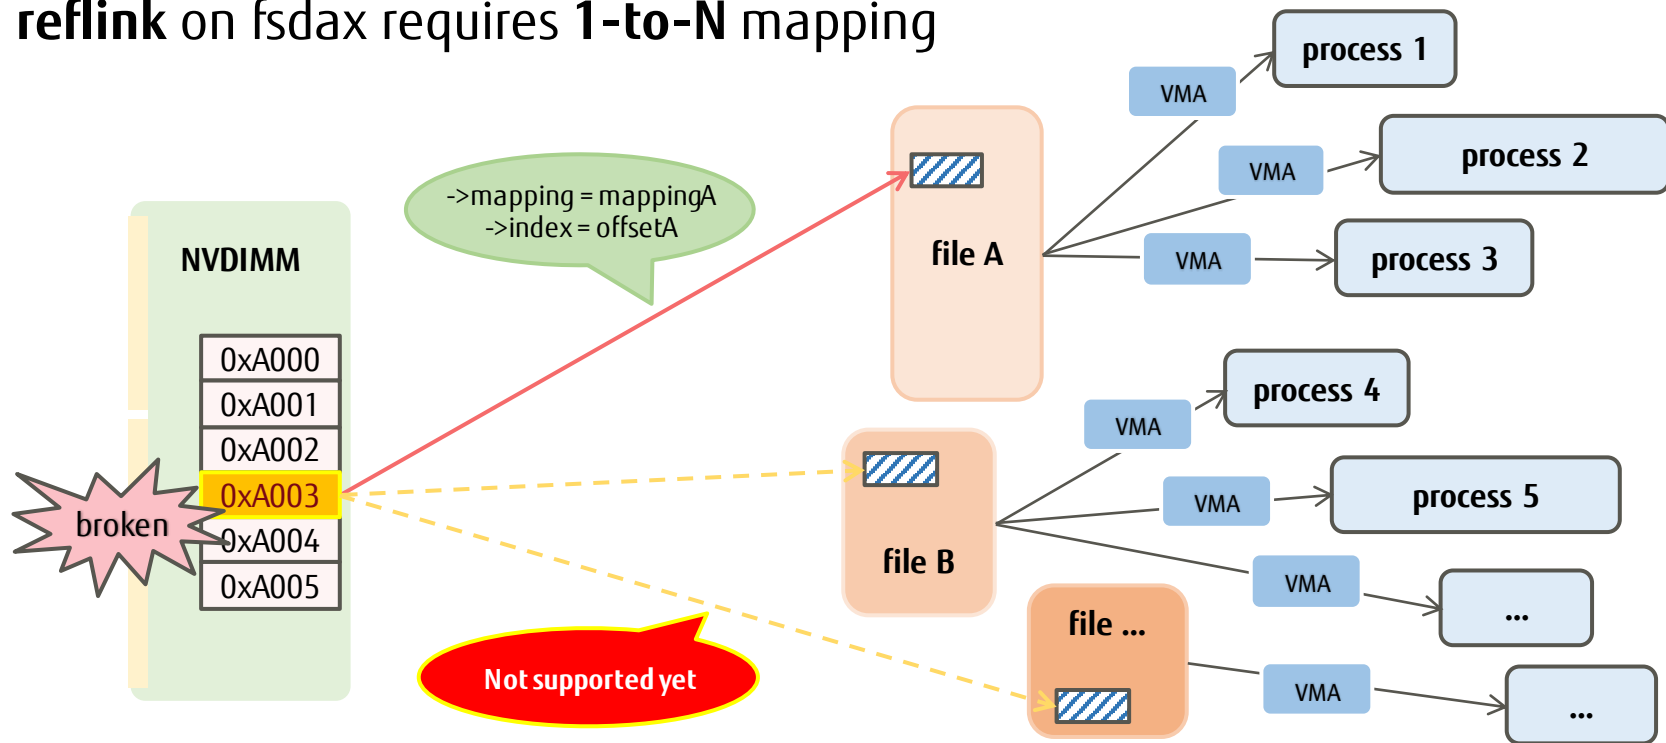 reflink on fsdax requires 1-to-N mapping
process 1
VMA
process 2
VMA
->mapping = mappingA
->index = offsetA
file A
VMA
process 3
NVDIMM
0xA000
0xA001
0xA002
0xA003
0xA004
0xA005
broken
process 4
VMA
process 5
VMA
file B
VMA
...
file ...
Not supported yet
VMA
...